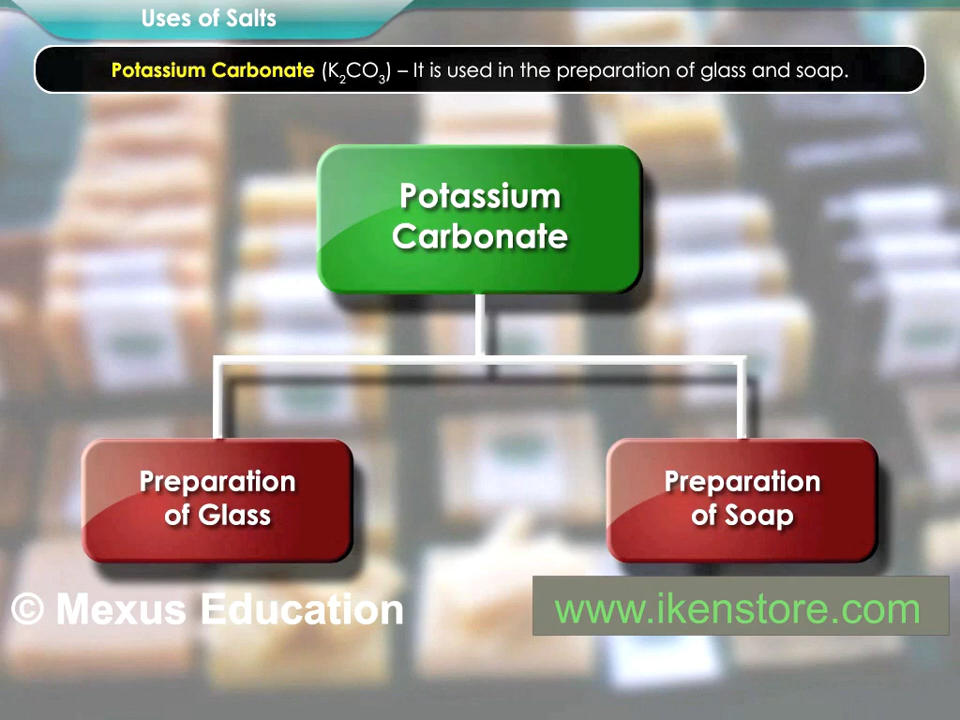 Uses of Salts
Potassium Carbonate (K₂CO₃) – It is used in the preparation of glass and soap.
Potassium
Carbonate
Preparation
of Glass
Preparation
of Soap
© Mexus Education
www.ikenstore.com